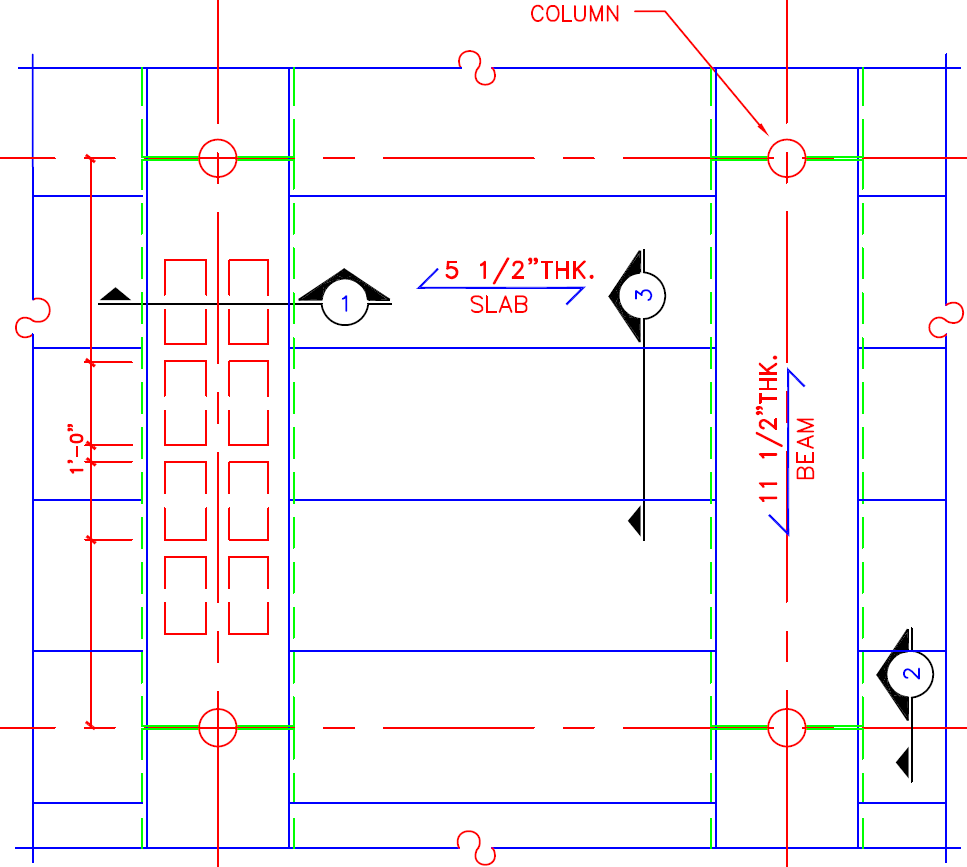 COLUMN
5 1/2"THK.
SLAB
1
3
11 1/2"THK.
BEAM
1'-0"
2